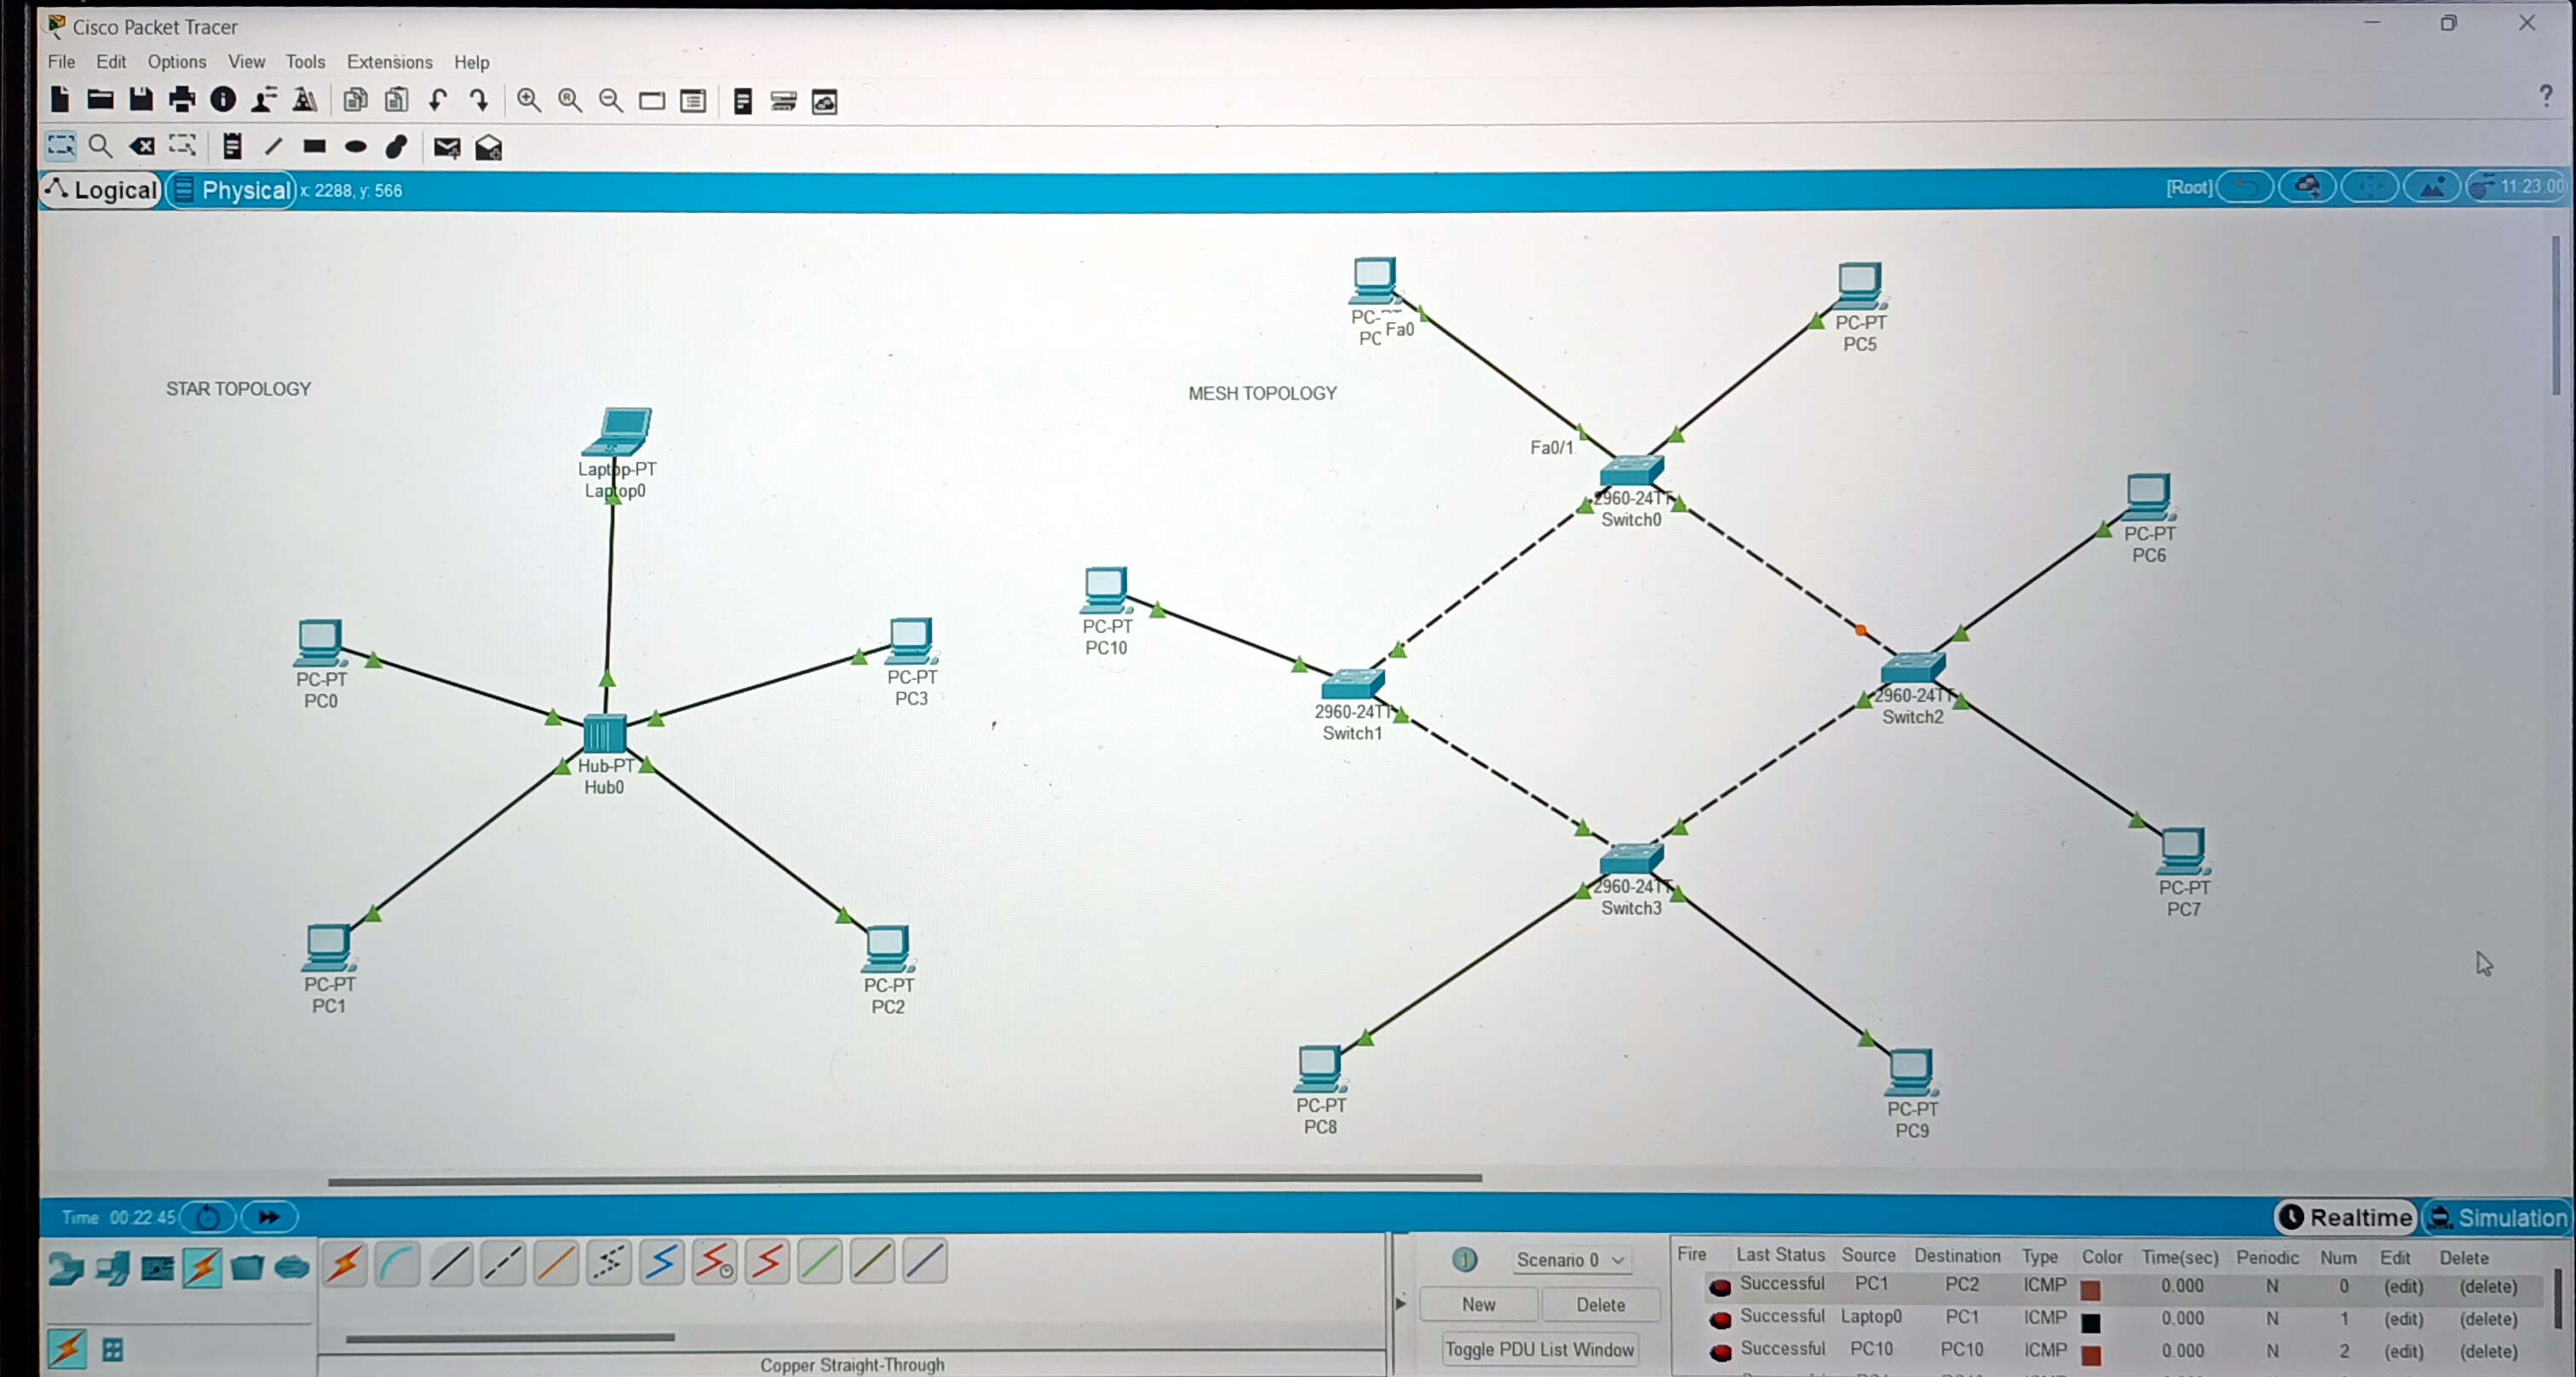 Cisco Packet Tracer
File Edit Options View Tools Extensions Help
?
Logical Physical x: 2288, y: 566 [Root] 11:23:00
STAR TOPOLOGY
Laptop-PT
Laptop0
PC-PT
PC0
PC-PT
PC3
Hub-PT
Hub0
PC-PT
PC1
PC-PT
PC2
MESH TOPOLOGY
PC Fa0
PC-PT
PC5
Fa0/1
2960-24TT
Switch0
PC-PT
PC6
PC-PT
PC10
2960-24TT
Switch1
2960-24TT
Switch2
2960-24TT
Switch3
PC-PT
PC7
PC-PT
PC8
PC-PT
PC9
Time: 00:22:45 Realtime Simulation
Scenario 0
New Delete
Toggle PDU List Window
Copper Straight-Through
Fire Last Status Source Destination Type Color Time(sec) Periodic Num Edit Delete
Successful PC1 PC2 ICMP 0.000 N 0 (edit) (delete)
Successful Laptop0 PC1 ICMP 0.000 N 1 (edit) (delete)
Successful PC10 PC10 ICMP 0.000 N 2 (edit) (delete)